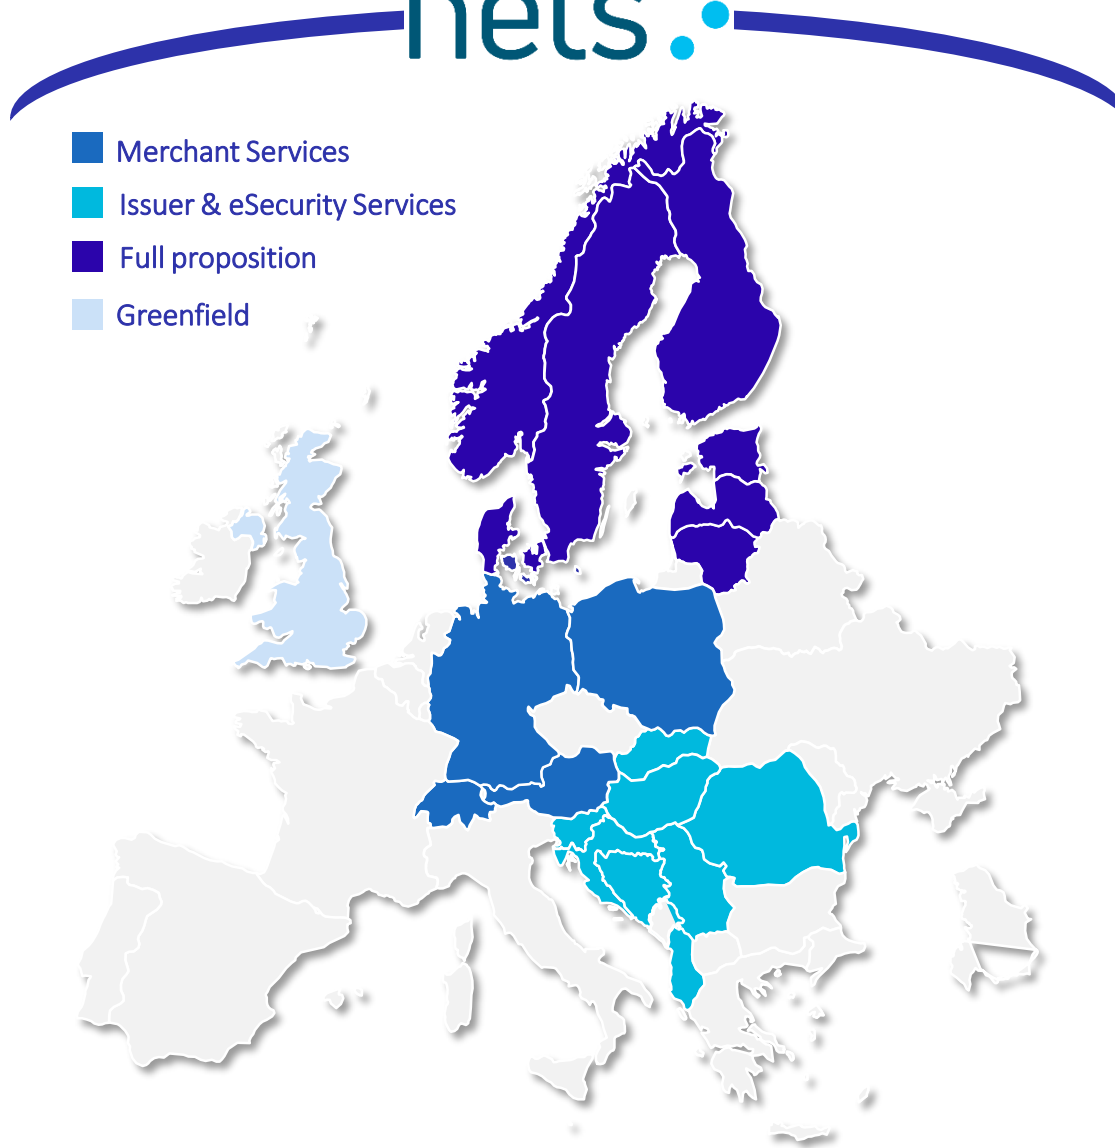 nets
Merchant Services
Issuer & eSecurity Services
Full proposition
Greenfield